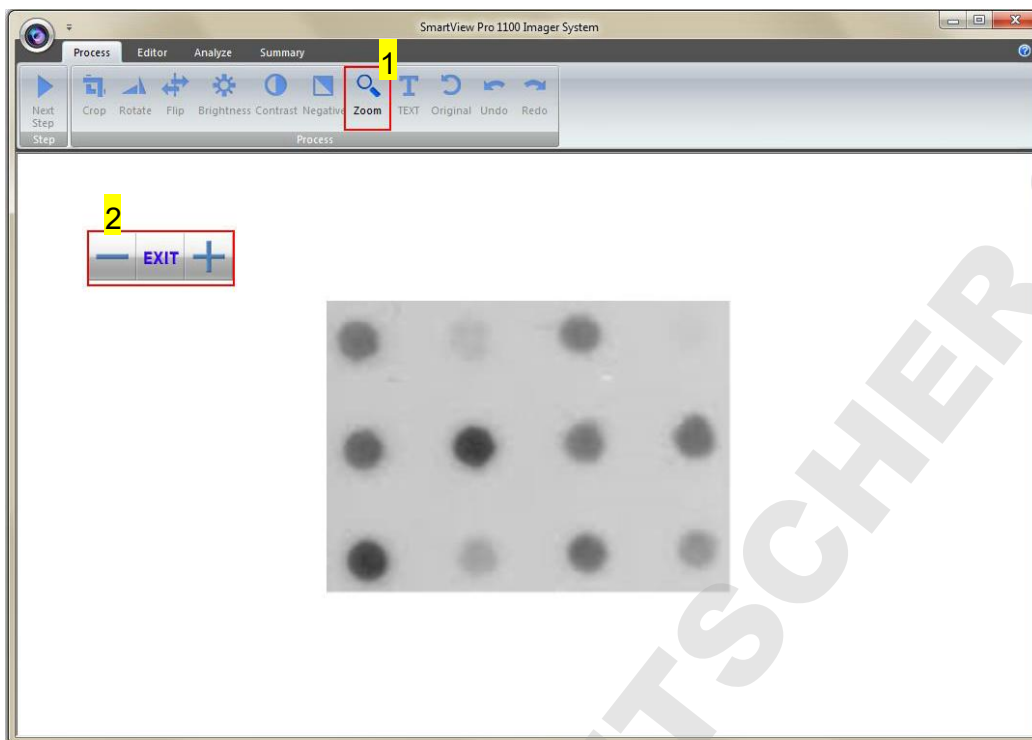 SmartView Pro 1100 Imager System
Process Editor Analyze Summary
1
Next Step
Crop Rotate Flip Brightness Contrast Negative Zoom TEXT Original Undo Redo
Step Process
2
EXIT
TSCHER